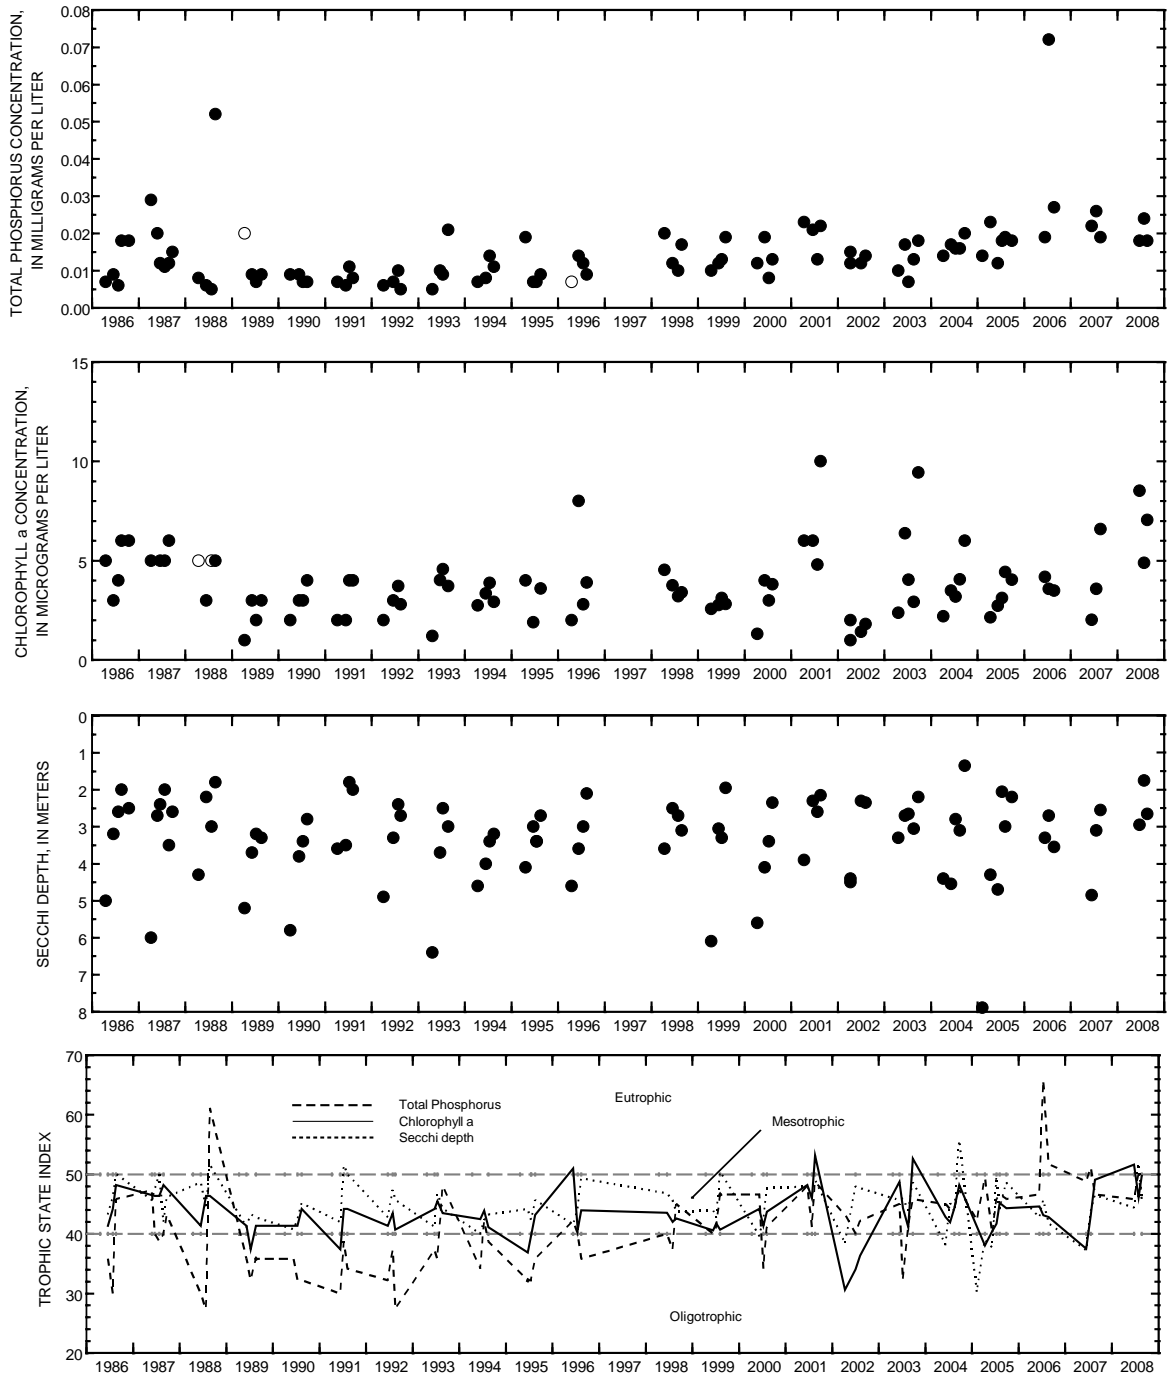 TOTAL PHOSPHORUS CONCENTRATION,
IN MILLIGRAMS PER LITER
0.08
0.07
0.06
0.05
0.04
0.03
0.02
0.01
0.00
1986 1987 1988 1989 1990 1991 1992 1993 1994 1995 1996 1997 1998 1999 2000 2001 2002 2003 2004 2005 2006 2007 2008
CHLOROPHYLL a CONCENTRATION,
IN MICROGRAMS PER LITER
15
10
5
0
1986 1987 1988 1989 1990 1991 1992 1993 1994 1995 1996 1997 1998 1999 2000 2001 2002 2003 2004 2005 2006 2007 2008
SECCHI DEPTH, IN METERS
0
1
2
3
4
5
6
7
8
1986 1987 1988 1989 1990 1991 1992 1993 1994 1995 1996 1997 1998 1999 2000 2001 2002 2003 2004 2005 2006 2007 2008
TROPHIC STATE INDEX
70
60
50
40
30
20
Total Phosphorus
Chlorophyll a
Secchi depth
Eutrophic
Mesotrophic
Oligotrophic
1986 1987 1988 1989 1990 1991 1992 1993 1994 1995 1996 1997 1998 1999 2000 2001 2002 2003 2004 2005 2006 2007 2008